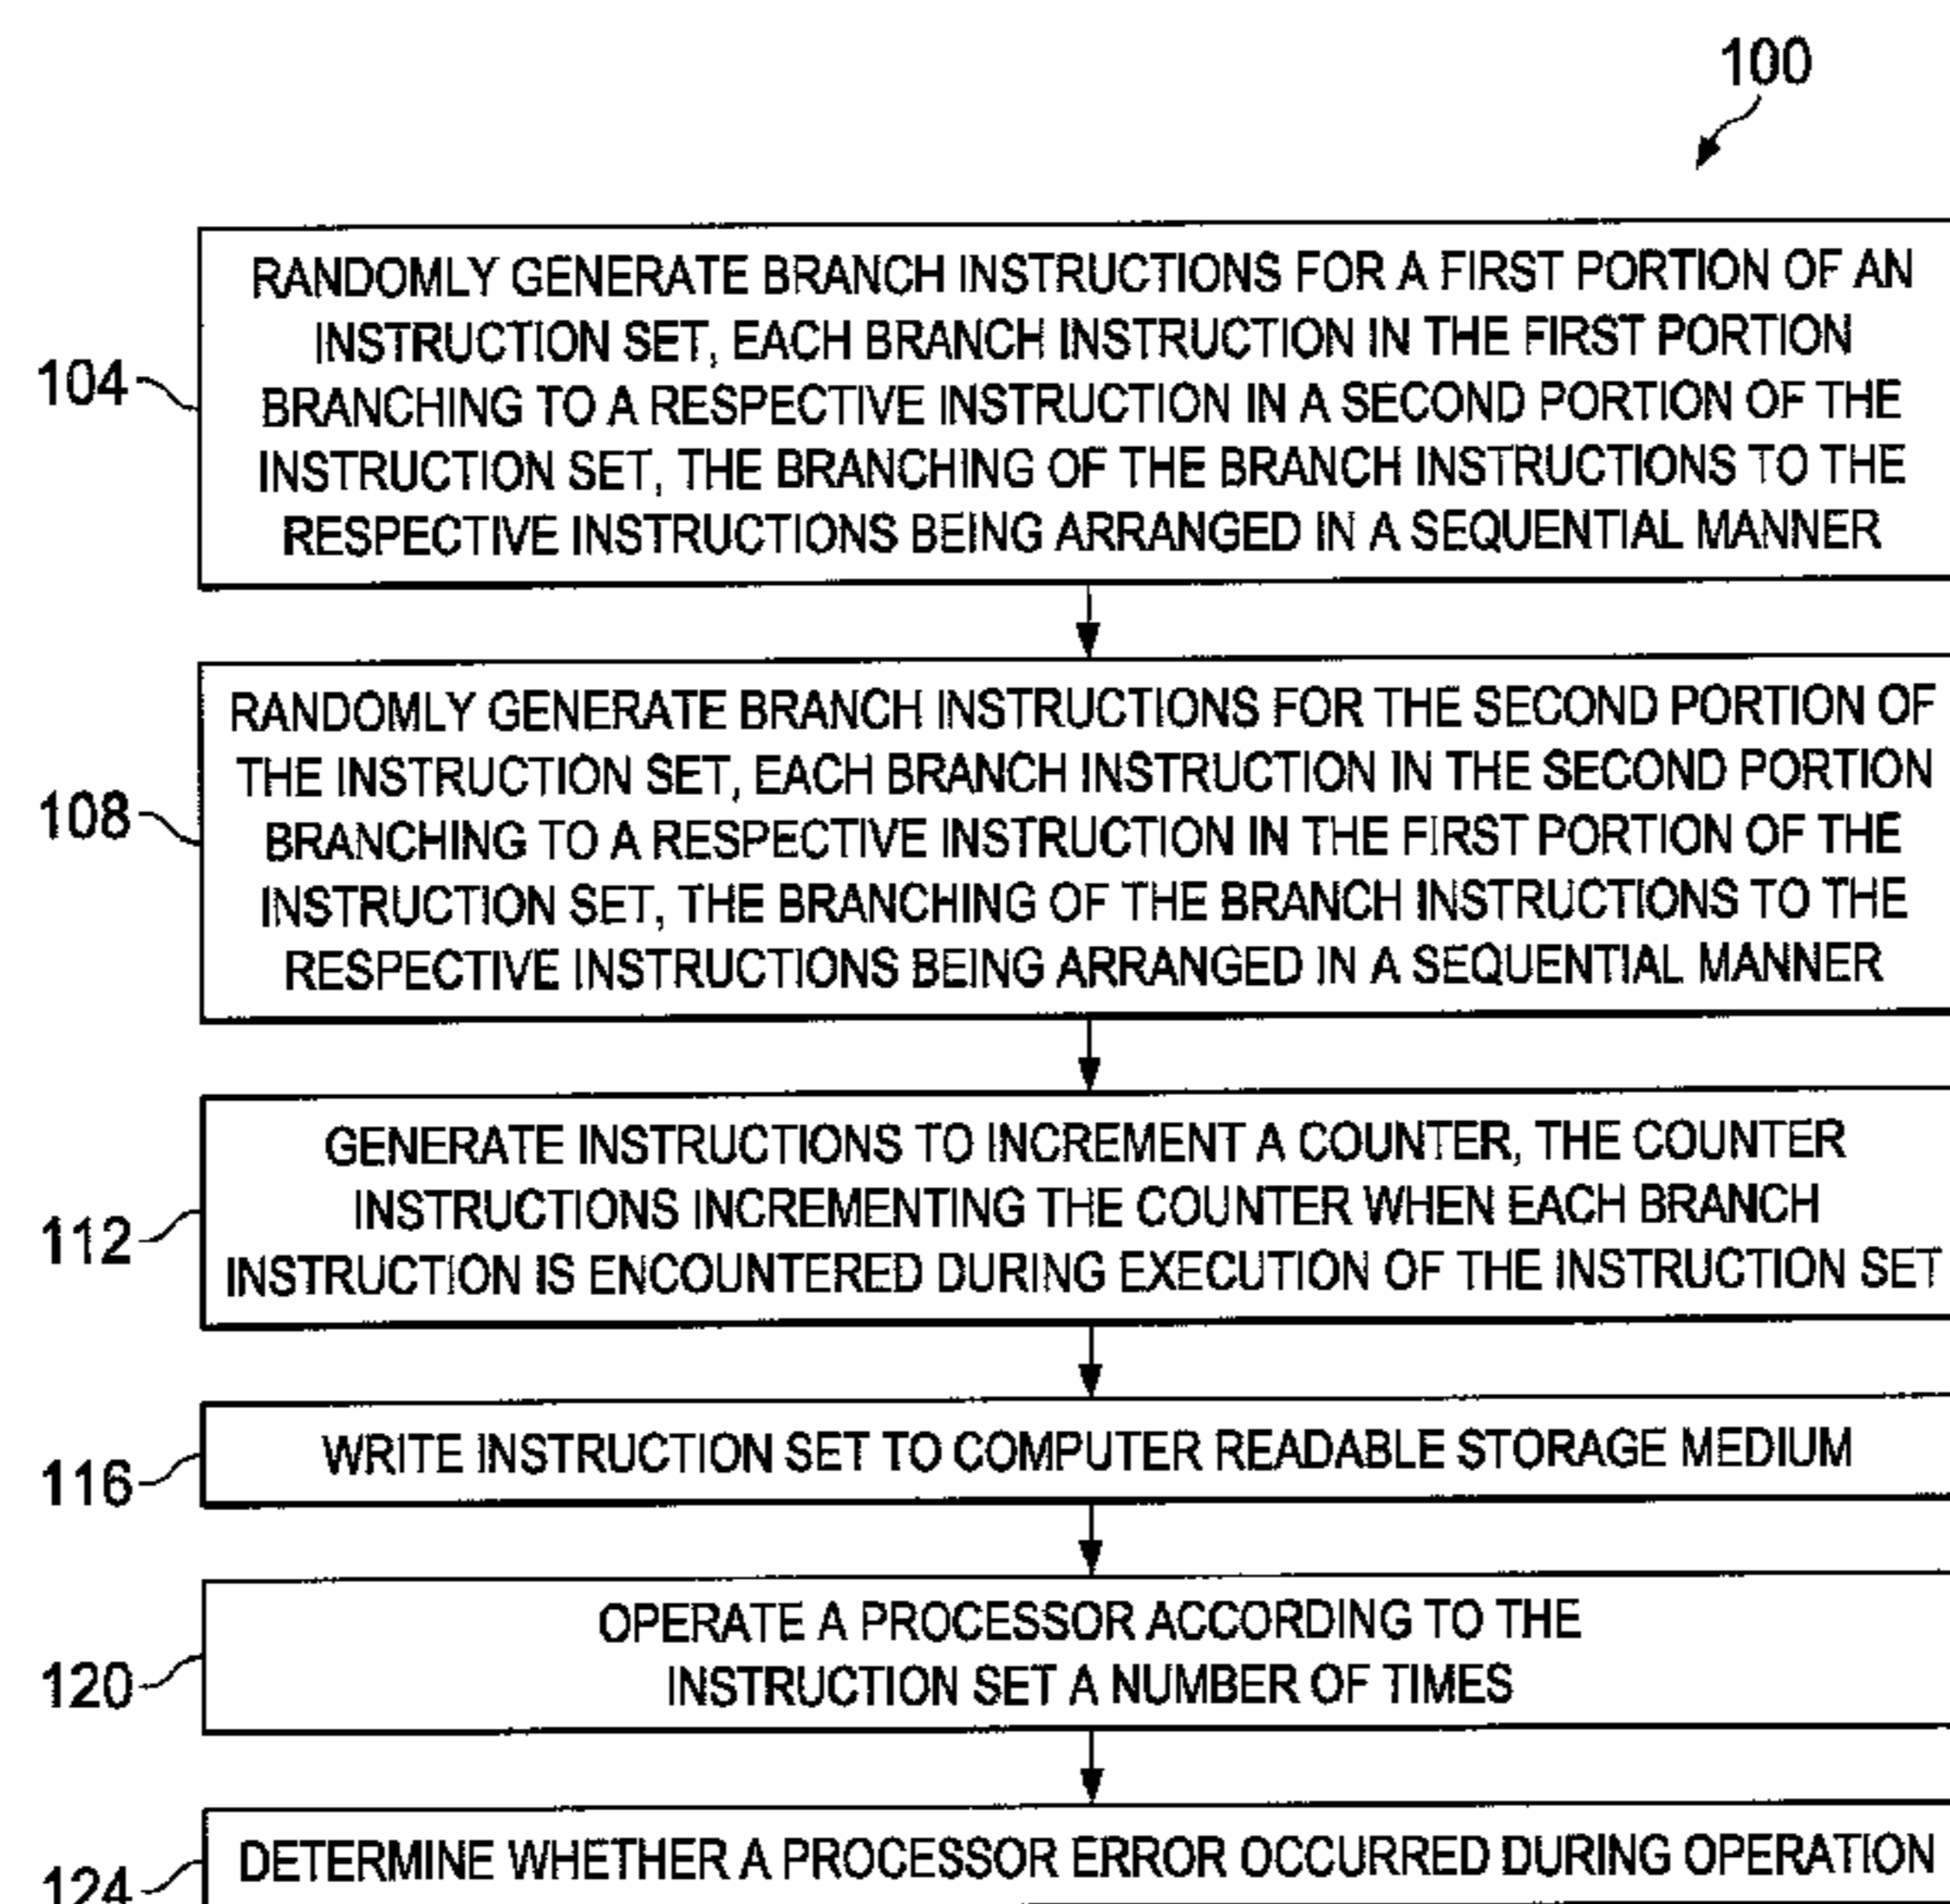 100
104
RANDOMLY GENERATE BRANCH INSTRUCTIONS FOR A FIRST PORTION OF AN
INSTRUCTION SET, EACH BRANCH INSTRUCTION IN THE FIRST PORTION
BRANCHING TO A RESPECTIVE INSTRUCTION IN A SECOND PORTION OF THE
INSTRUCTION SET, THE BRANCHING OF THE BRANCH INSTRUCTIONS TO THE
RESPECTIVE INSTRUCTIONS BEING ARRANGED IN A SEQUENTIAL MANNER
108
RANDOMLY GENERATE BRANCH INSTRUCTIONS FOR THE SECOND PORTION OF
THE INSTRUCTION SET, EACH BRANCH INSTRUCTION IN THE SECOND PORTION
BRANCHING TO A RESPECTIVE INSTRUCTION IN THE FIRST PORTION OF THE
INSTRUCTION SET, THE BRANCHING OF THE BRANCH INSTRUCTIONS TO THE
RESPECTIVE INSTRUCTIONS BEING ARRANGED IN A SEQUENTIAL MANNER
112
GENERATE INSTRUCTIONS TO INCREMENT A COUNTER, THE COUNTER
INSTRUCTIONS INCREMENTING THE COUNTER WHEN EACH BRANCH
INSTRUCTION IS ENCOUNTERED DURING EXECUTION OF THE INSTRUCTION SET
116
WRITE INSTRUCTION SET TO COMPUTER READABLE STORAGE MEDIUM
120
OPERATE A PROCESSOR ACCORDING TO THE
INSTRUCTION SET A NUMBER OF TIMES
124
DETERMINE WHETHER A PROCESSOR ERROR OCCURRED DURING OPERATION